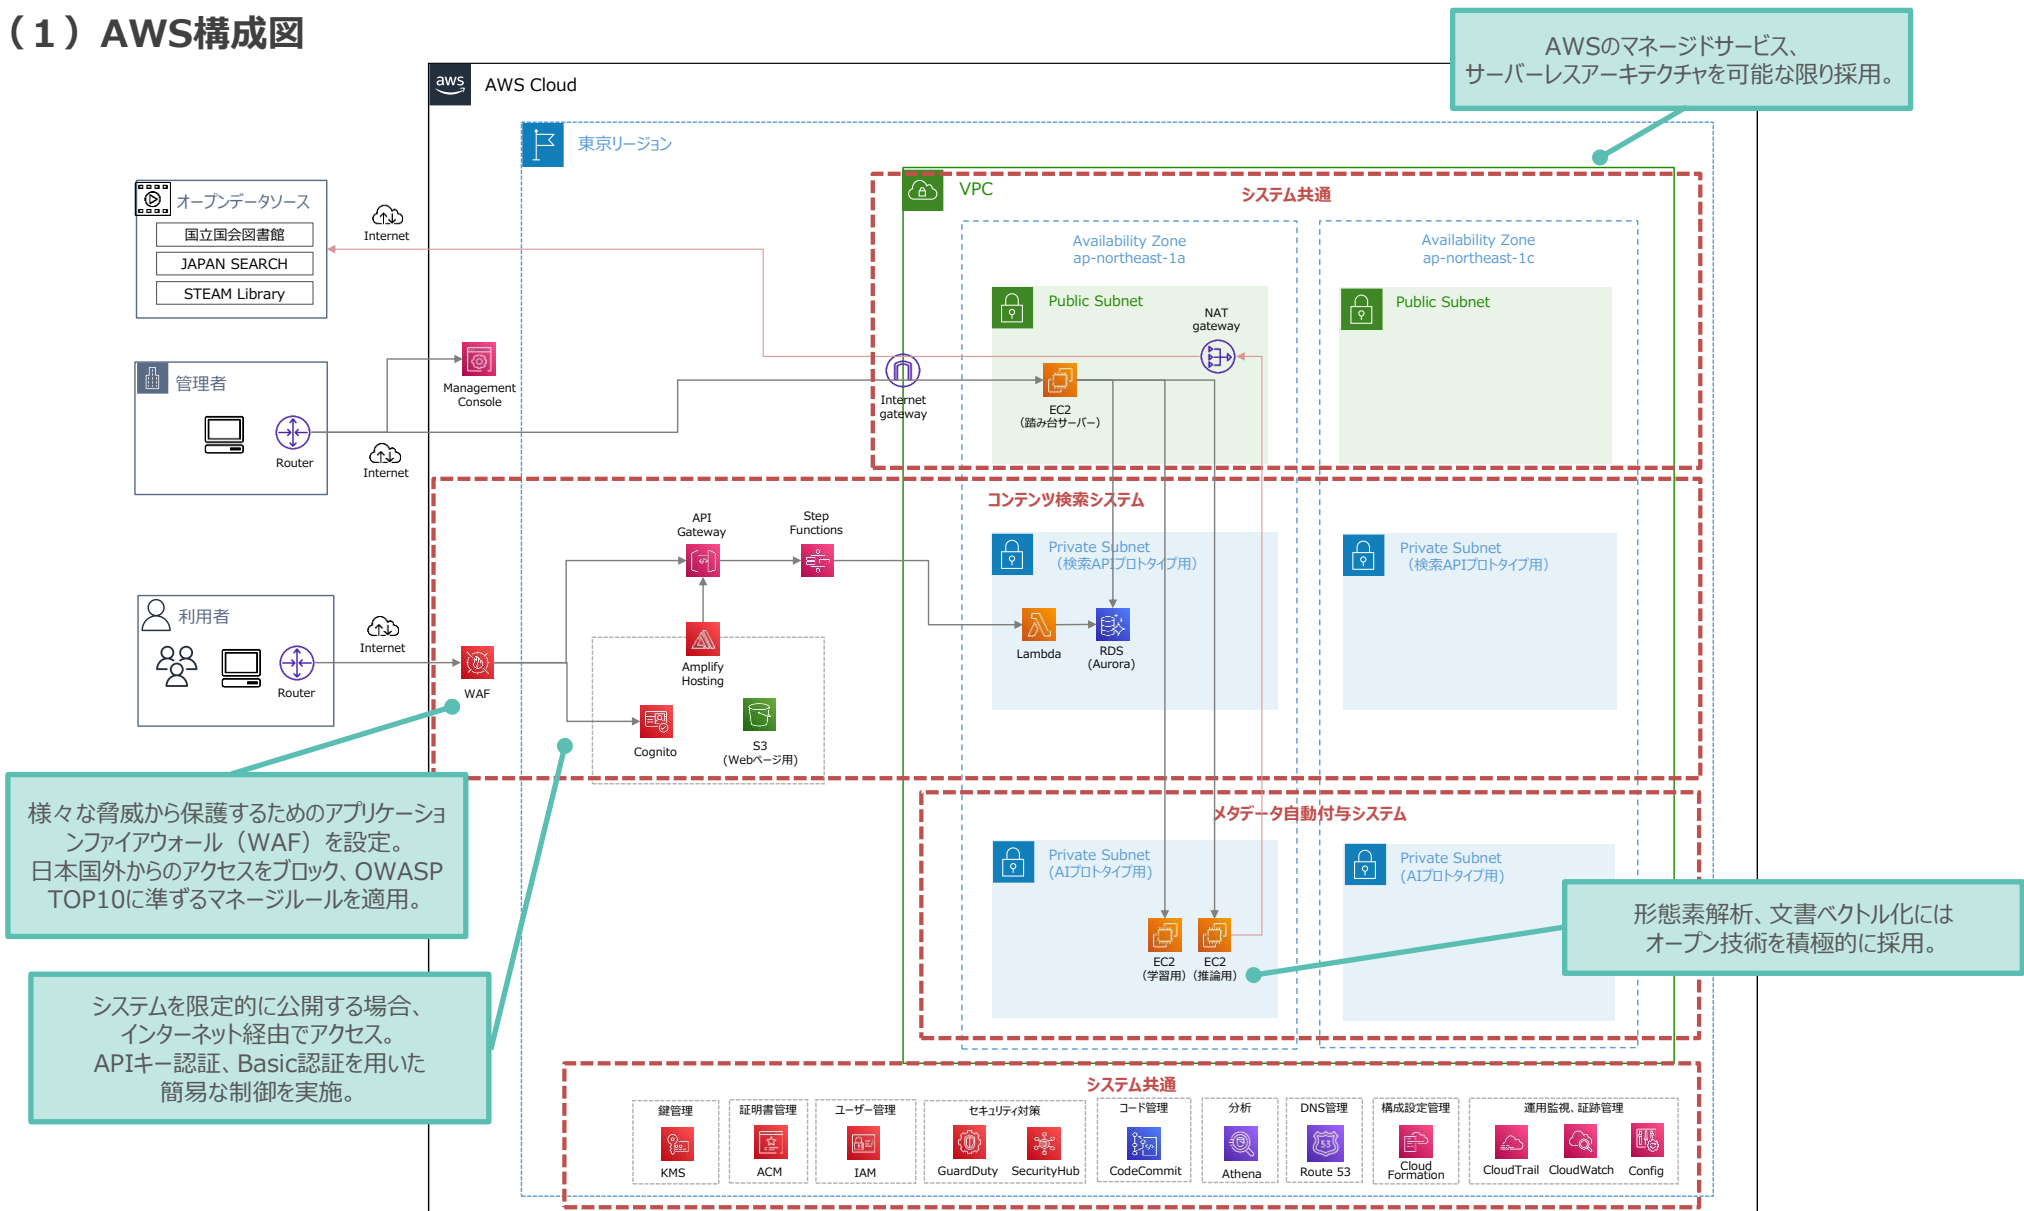 （1）AWS構成図
AWSのマネージドサービス、
サーバーレスアーキテクチャを可能な限り採用。
aws
AWS Cloud
東京リージョン
オープンデータソース
国立国会図書館
JAPAN SEARCH
STEAM Library
Internet
VPC
システム共通
Availability Zone
ap-northeast-1a
Availability Zone
ap-northeast-1c
Public Subnet
Public Subnet
NAT
gateway
管理者
Router
Internet
Management
Console
Internet
gateway
EC2
（踏み台サーバー）
コンテンツ検索システム
API
Gateway
Step
Functions
Private Subnet
（検索APIプロトタイプ用）
Private Subnet
（検索APIプロトタイプ用）
利用者
Router
Internet
WAF
Amplify
Hosting
Cognito
S3
（Webページ用）
Lambda
RDS
(Aurora)
様々な脅威から保護するためのアプリケーショ
ンファイアウォール（WAF）を設定。
日本国外からのアクセスをブロック、OWASP
TOP10に準ずるマネージルールを適用。
メタデータ自動付与システム
Private Subnet
(AIプロトタイプ用)
Private Subnet
(AIプロトタイプ用)
EC2
（学習用）
EC2
（推論用）
形態素解析、文書ベクトル化には
オープン技術を積極的に採用。
システムを限定的に公開する場合、
インターネット経由でアクセス。
APIキー認証、Basic認証を用いた
簡易な制御を実施。
システム共通
鍵管理
KMS
証明書管理
ACM
ユーザー管理
IAM
セキュリティ対策
GuardDuty
SecurityHub
コード管理
CodeCommit
分析
Athena
DNS管理
53
Route 53
構成設定管理
Cloud
Formation
運用監視、証跡管理
CloudTrail
CloudWatch
Config